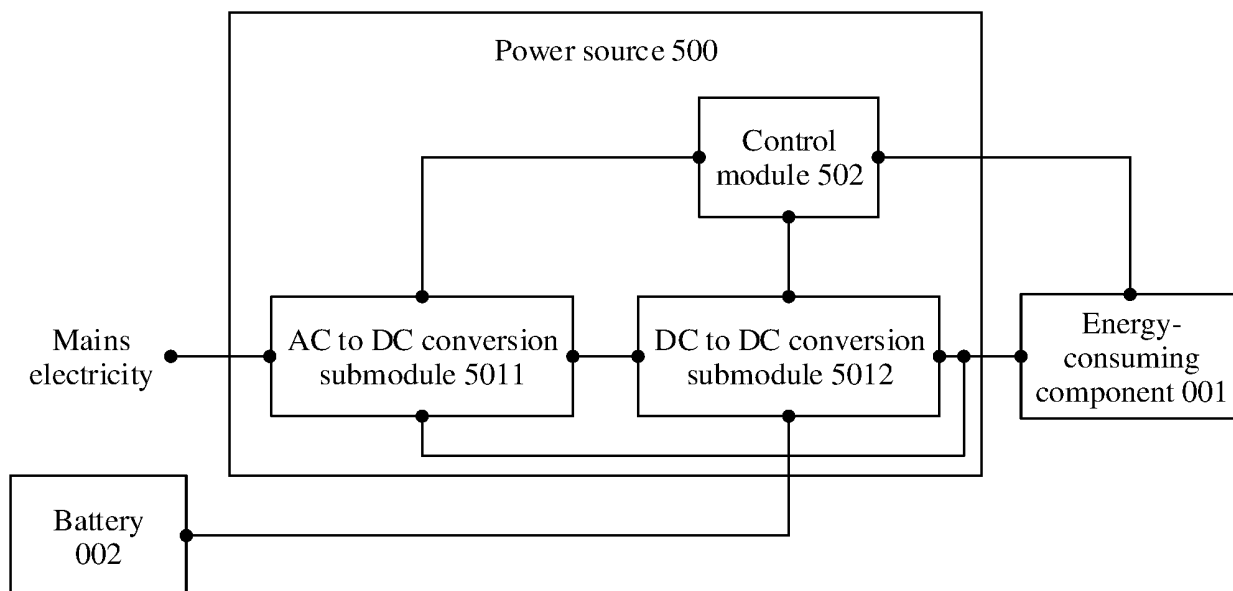 Power source 500
Control
module 502
Mains
electricity
AC to DC conversion
submodule 5011
DC to DC conversion
submodule 5012
Energy-
consuming
component 001
Battery
002